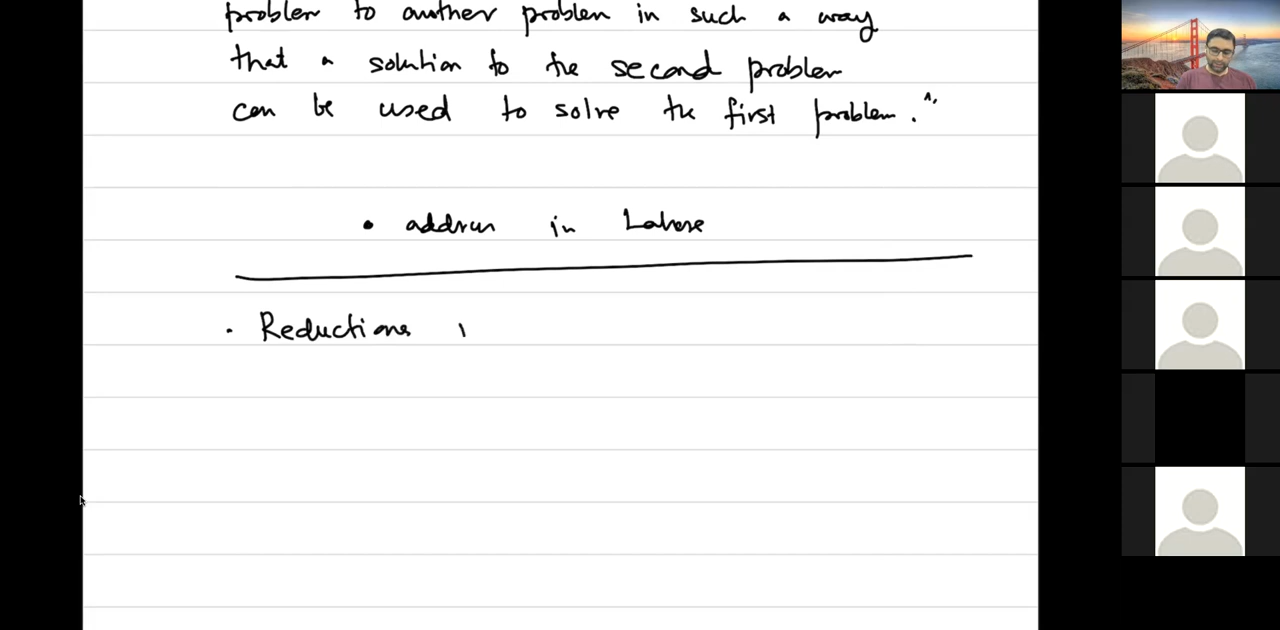 problem to another problem in such a way
that a solution to the second problem
can be used to solve the first problem."
• address in Lahore
• Reductions